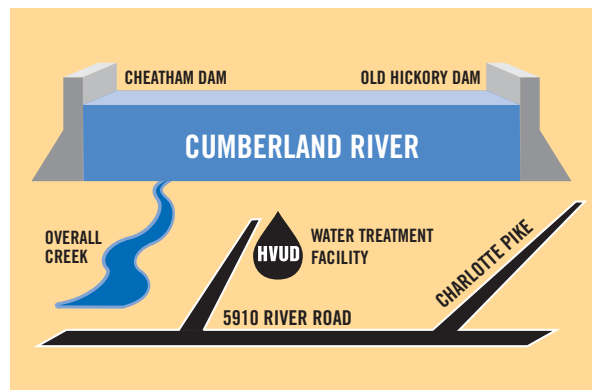 CHEATHAM DAM
OLD HICKORY DAM
CUMBERLAND RIVER
OVERALL
CREEK
HVUD
WATER TREATMENT
FACILITY
CHARLOTTE PIKE
5910 RIVER ROAD